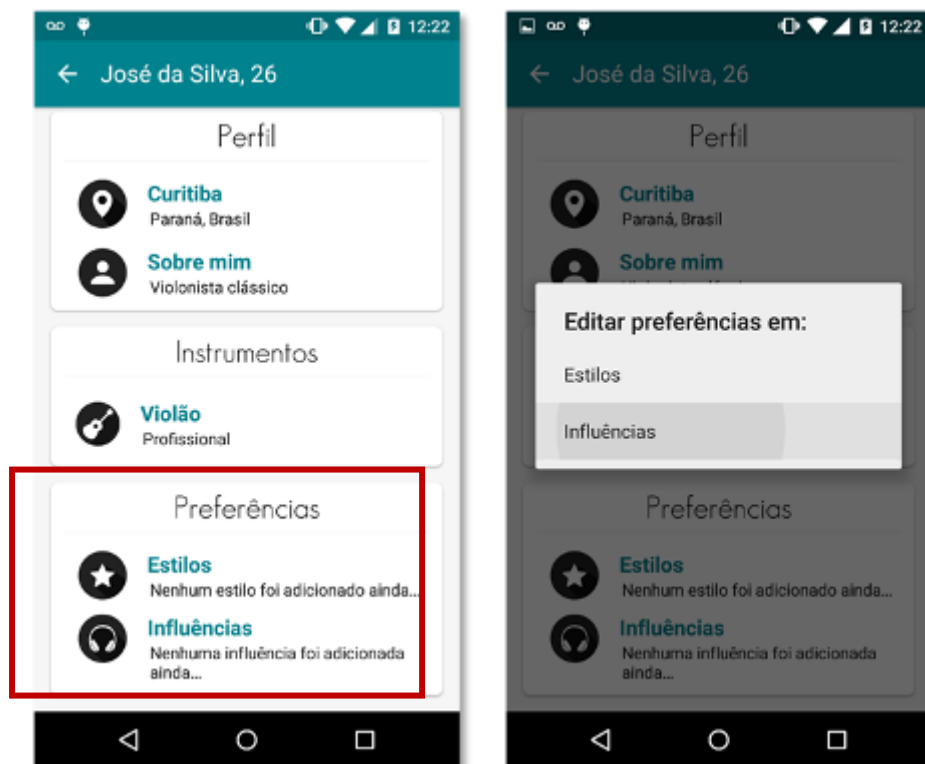 12:22
José da Silva, 26
Perfil
Curitiba
Paraná, Brasil
Sobre mim
Violonista clássico
Instrumentos
Violão
Profissional
Preferências
Estilos
Nenhum estilo foi adicionado ainda...
Influências
Nenhuma influência foi adicionada
ainda...
12:22
José da Silva, 26
Perfil
Curitiba
Paraná, Brasil
Sobre mim
Editar preferências em:
Estilos
Influências
Preferências
Estilos
Nenhum estilo foi adicionado ainda...
Influências
Nenhuma influência foi adicionada
ainda...